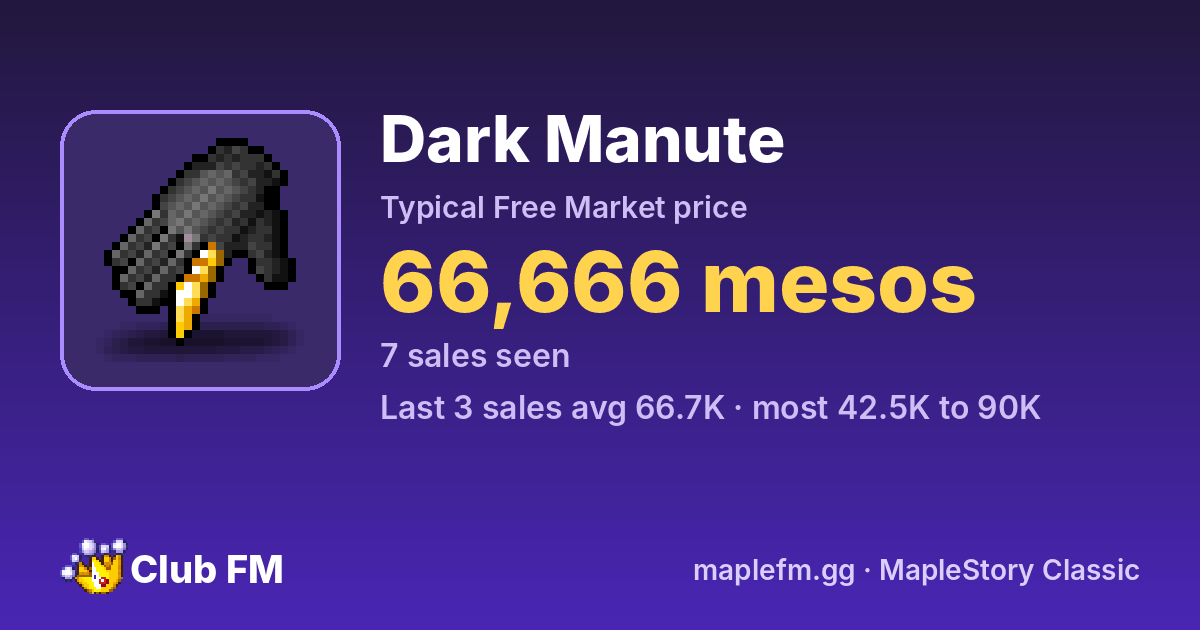 Dark Manute
Typical Free Market price
66,666 mesos
7 sales seen
Last 3 sales avg 66.7K · most 42.5K to 90K
Club FM
maplefm.gg · MapleStory Classic